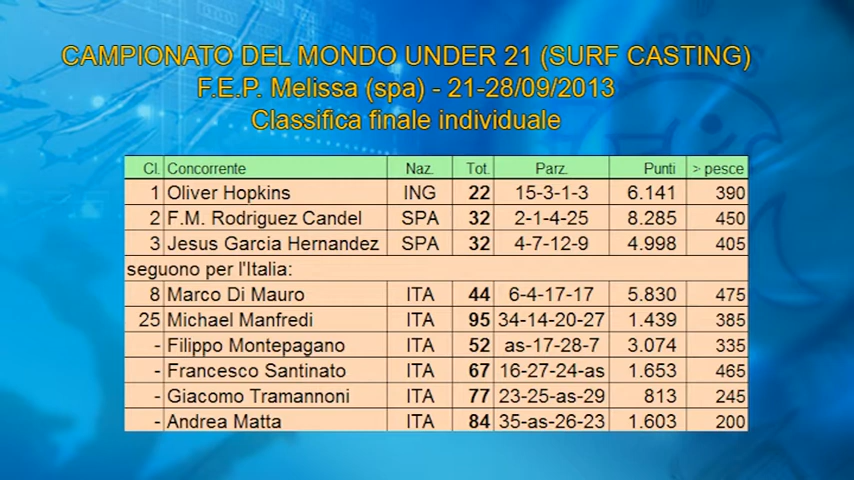 CAMPIONATO DEL MONDO UNDER 21 (SURF CASTING)
F.E.P. Melissa (spa) - 21-28/09/2013
Classifica finale individuale
Cl. Concorrente Naz. Tot. Parz. Punti > pesce
1 Oliver Hopkins ING 22 15-3-1-3 6.141 390
2 F.M. Rodriguez Candel SPA 32 2-1-4-25 8.285 450
3 Jesus Garcia Hernandez SPA 32 4-7-12-9 4.998 405
seguono per l'Italia:
8 Marco Di Mauro ITA 44 6-4-17-17 5.830 475
25 Michael Manfredi ITA 95 34-14-20-27 1.439 385
- Filippo Montepagano ITA 52 as-17-28-7 3.074 335
- Francesco Santinato ITA 67 16-27-24-as 1.653 465
- Giacomo Tramannoni ITA 77 23-25-as-29 813 245
- Andrea Matta ITA 84 35-as-26-23 1.603 200